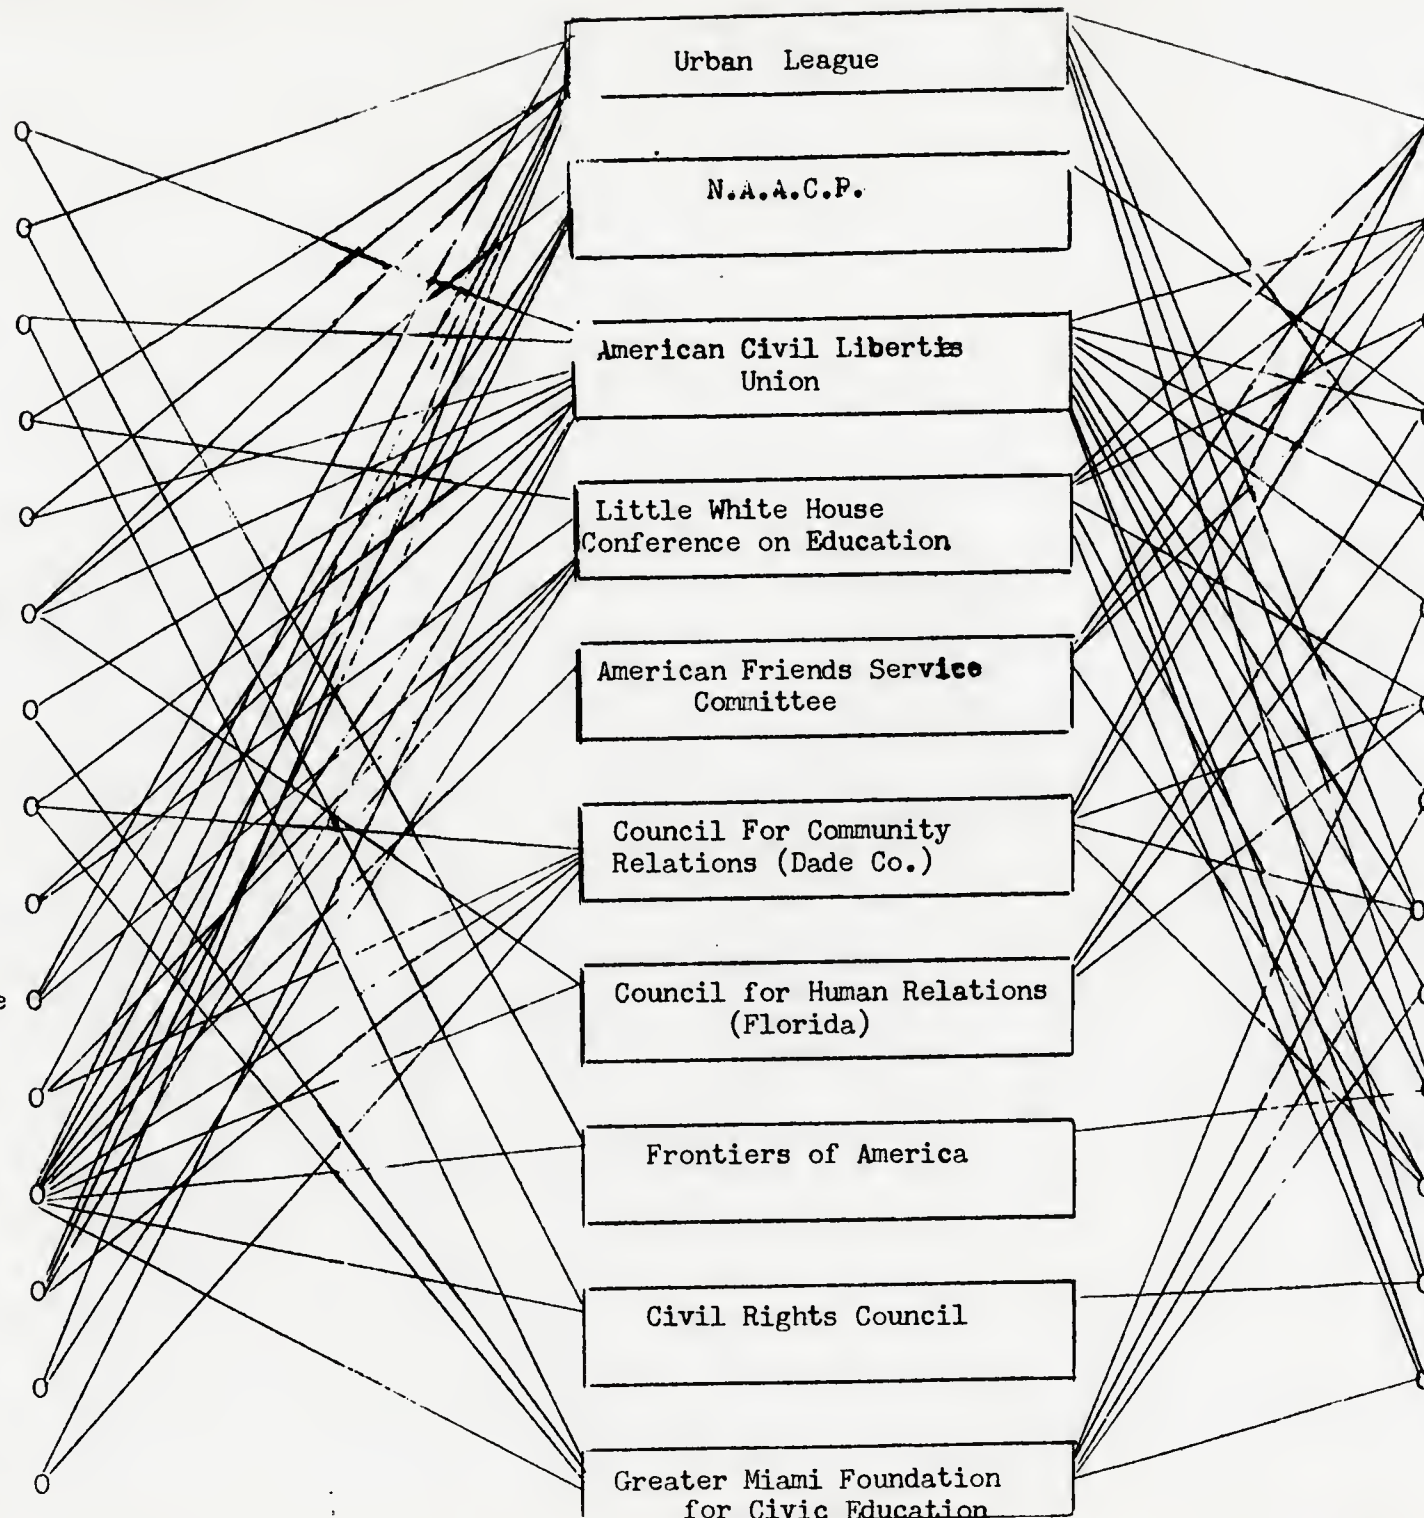 Urban League
N.A.A.C.P.
American Civil Liberties
Union
Little White House
Conference on Education
American Friends Service
Committee
Council For Community
Relations (Dade Co.)
e
Council for Human Relations
(Florida)
Frontiers of America
Civil Rights Council
Greater Miami Foundation
for Civic Education